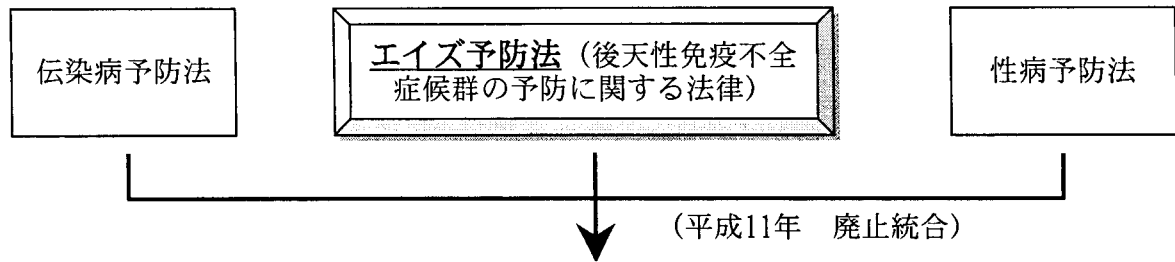 伝染病予防法
エイズ予防法（後天性免疫不全
症候群の予防に関する法律）
性病予防法
（平成11年　廃止統合）